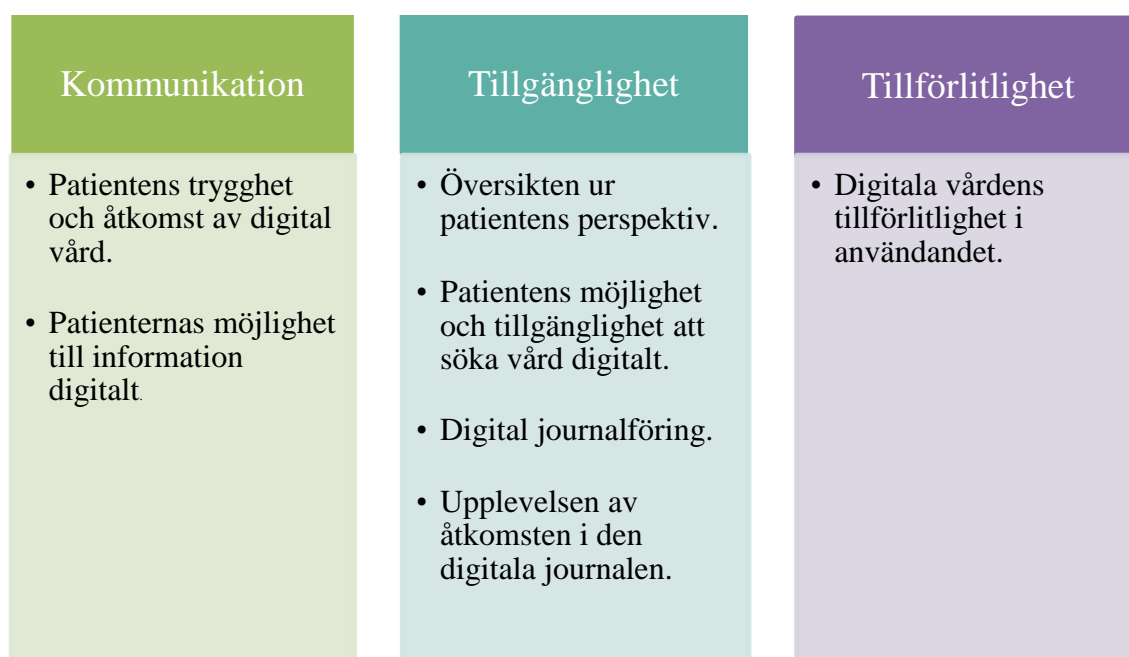 Kommunikation
• Patientens trygghet
och åtkomst av digital
vård.
• Patienternas möjlighet
till information
digitalt.
Tillgänglighet
• Översikten ur
patientens perspektiv.
• Patientens möjlighet
och tillgänglighet att
söka vård digitalt.
• Digital journalföring.
• Upplevelsen av
åtkomsten i den
digitala journalen.
Tillförlitlighet
• Digitala vårdens
tillförlitlighet i
användandet.